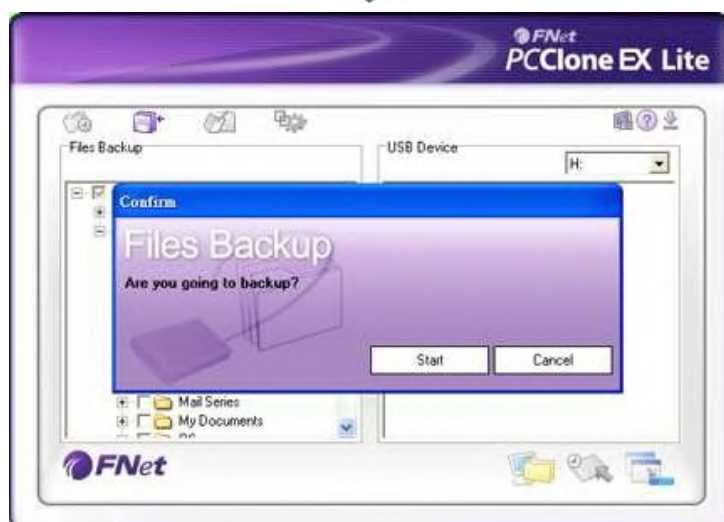 FNet
PCClone EX Lite
Files Backup
USB Device
H:
Confirm
Files Backup
Are you going to backup?
Start
Cancel
Mail Series
My Documents
FNet